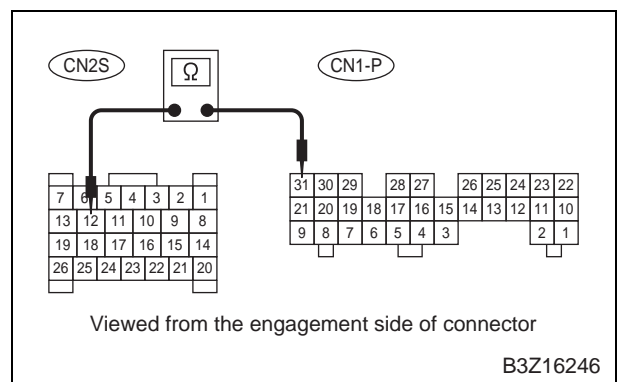 CN2S Ω CN1-P
7 6 5 4 3 2 1
13 12 11 10 9 8
19 18 17 16 15 14
26 25 24 23 22 21 20
31 30 29 28 27 26 25 24 23 22
21 20 19 18 17 16 15 14 13 12 11 10
9 8 7 6 5 4 3 2 1
Viewed from the engagement side of connector
B3Z16246